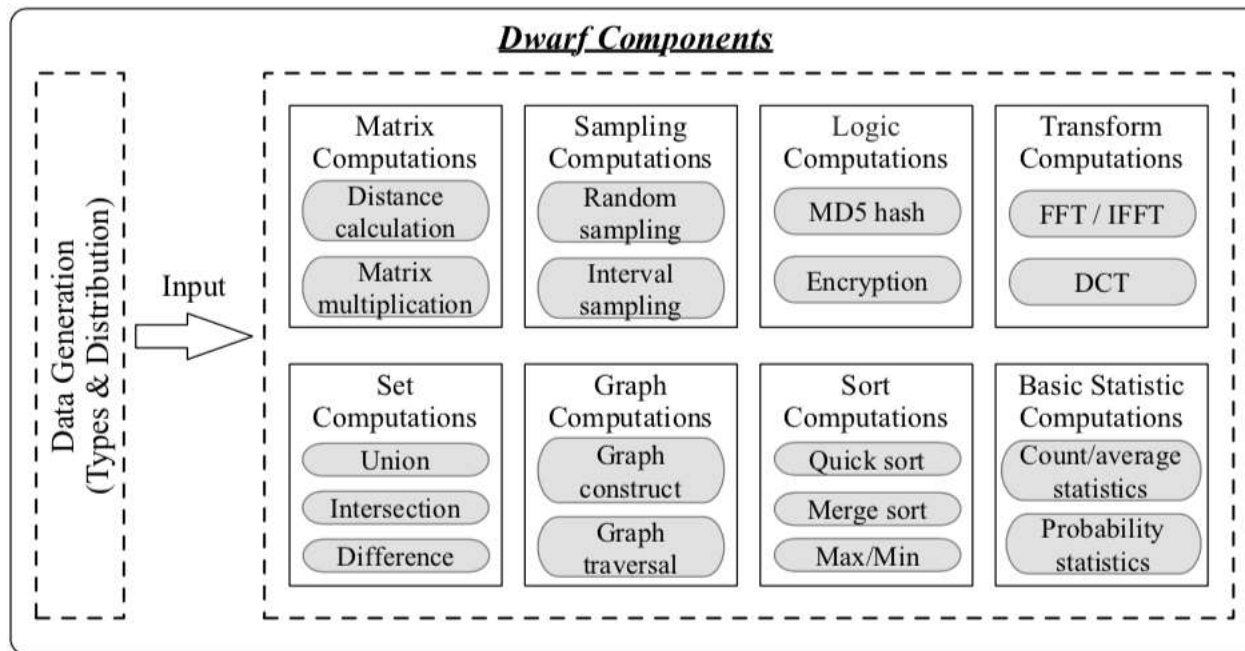 Dwarf Components
Data Generation
(Types & Distribution)
Input
Matrix
Computations
Distance
calculation
Matrix
multiplication
Sampling
Computations
Random
sampling
Interval
sampling
Logic
Computations
MD5 hash
Encryption
Transform
Computations
FFT / IFFT
DCT
Set
Computations
Union
Intersection
Difference
Graph
Computations
Graph
construct
Graph
traversal
Sort
Computations
Quick sort
Merge sort
Max/Min
Basic Statistic
Computations
Count/average
statistics
Probability
statistics